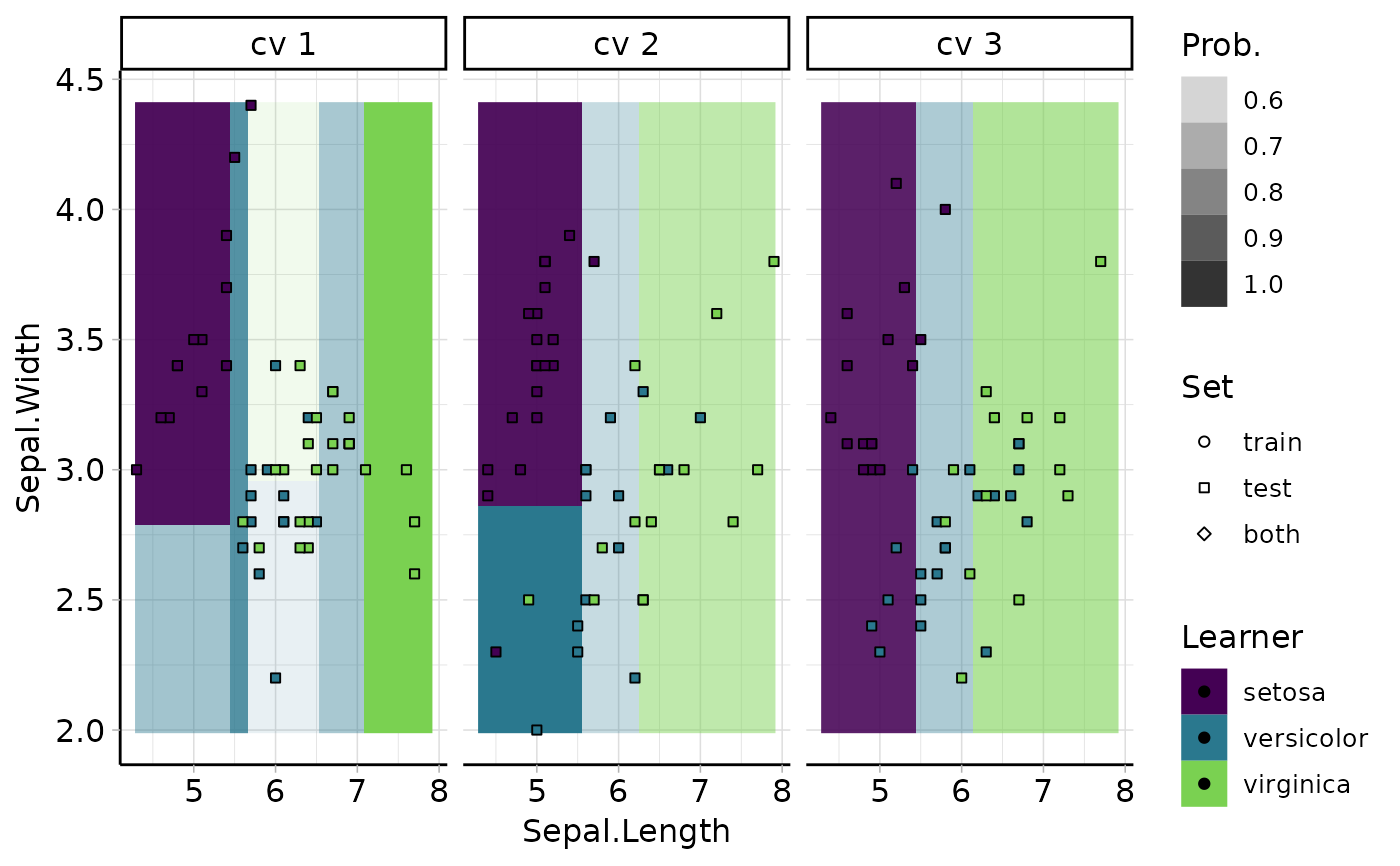 cv 1
cv 2
cv 3
4.5
4.0
3.5
3.0
2.5
2.0
Sepal.Width
5 6 7 8
5 6 7 8
5 6 7 8
Sepal.Length
Prob.
0.6
0.7
0.8
0.9
1.0
Set
train
test
both
Learner
setosa
versicolor
virginica